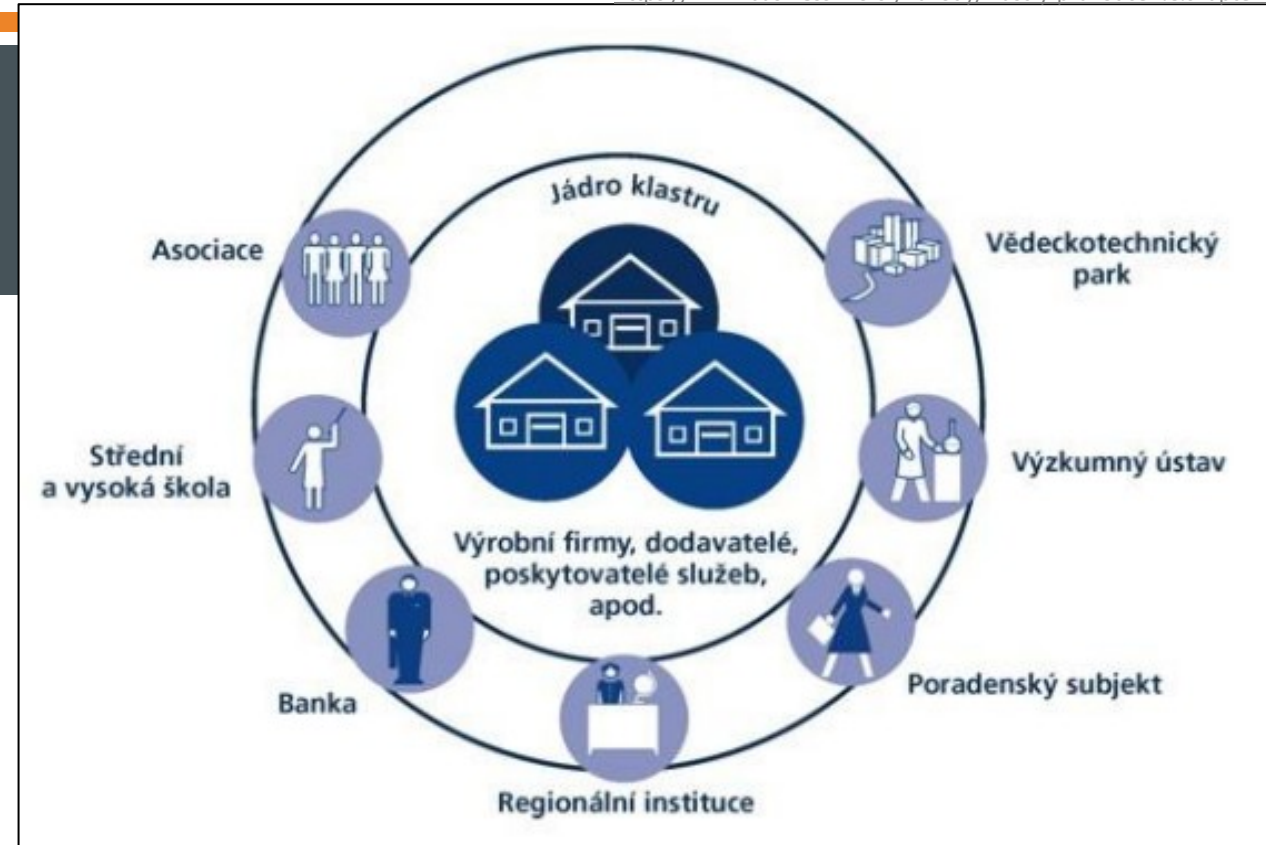 Jádro klastru
Asociace
Vědeckotechnický
park
Střední
a vysoká škola
Výzkumný ústav
Výrobní firmy, dodavatelé,
poskytovatelé služeb,
apod.
Poradenský subjekt
Banka
Regionální instituce